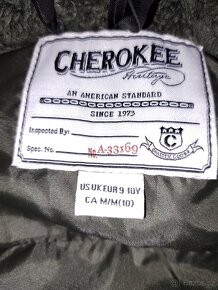 CHEROKEE
Heritage
AN AMERICAN STANDARD
SINCE 1973
Inspected By:
C
Spec. No. No. A-33169
US UK EUR 9 10Y
CA M/M(10)